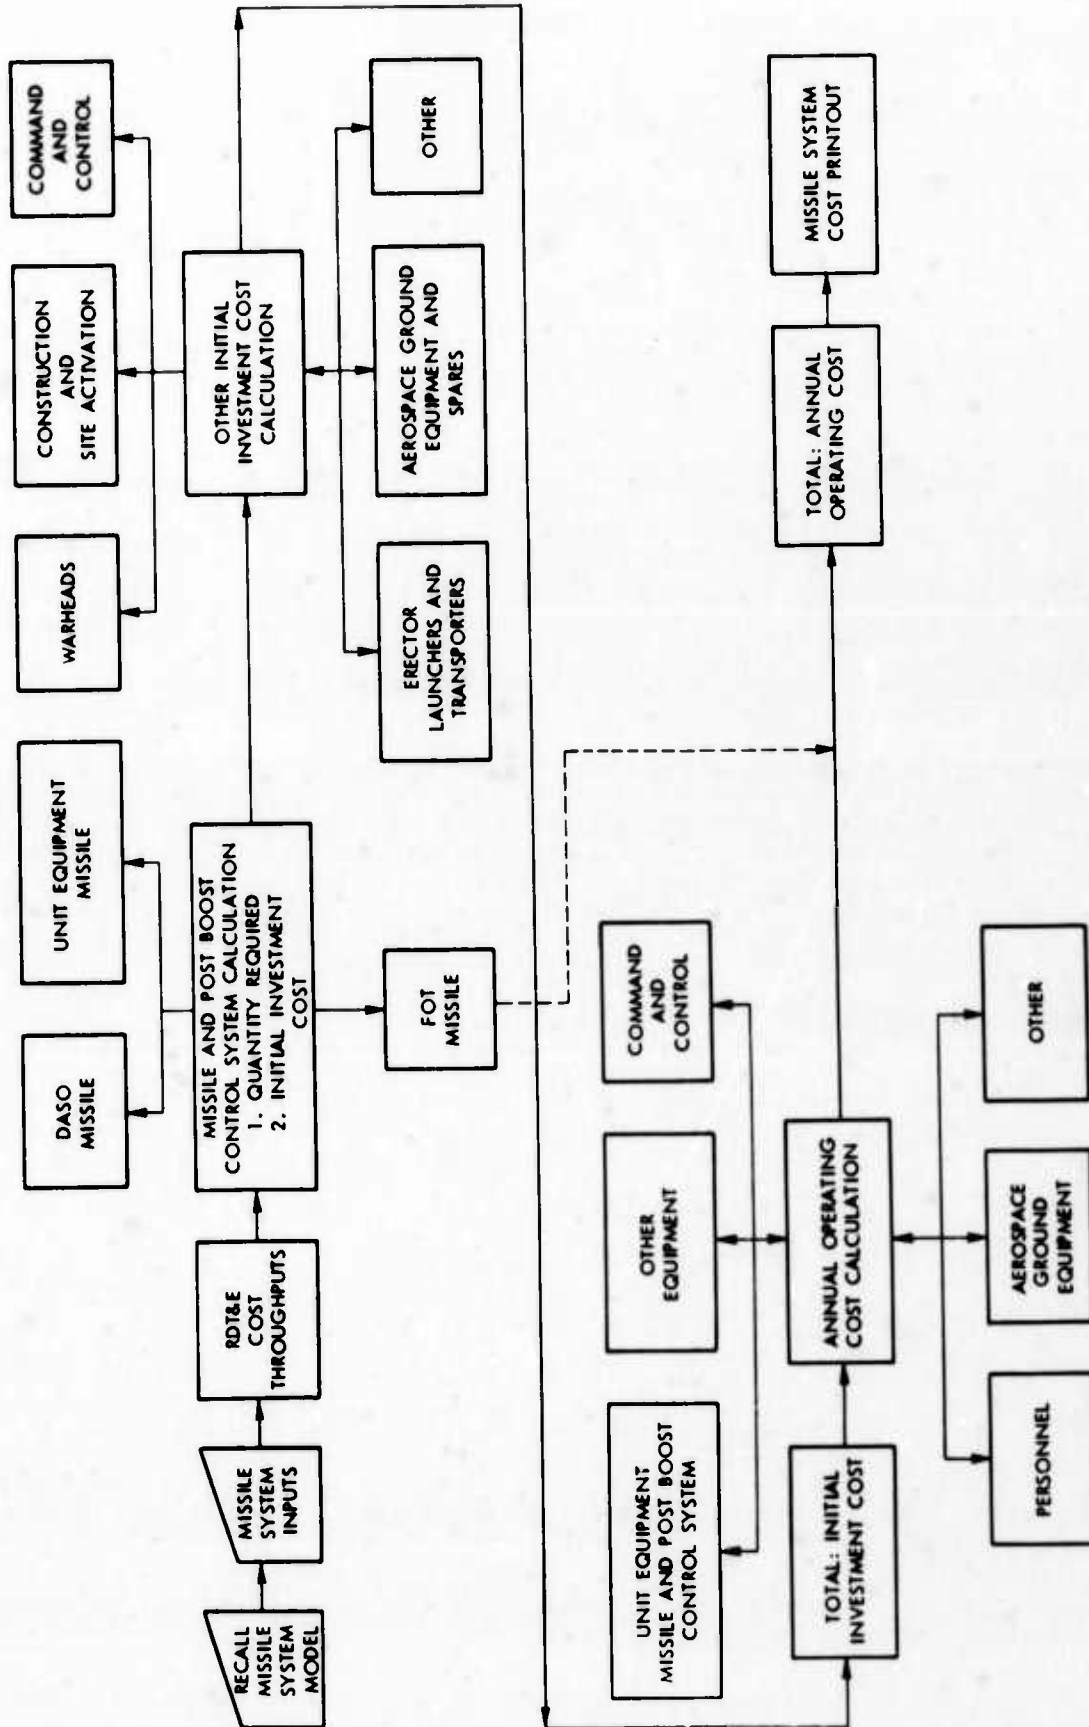 RECALL
MISSILE
SYSTEM
MODEL
MISSILE
SYSTEM
INPUTS
RDT&E
COST
THROUGHPUTS
MISSILE AND POST BOOST
CONTROL SYSTEM CALCULATION
1. QUANTITY REQUIRED
2. INITIAL INVESTMENT
COST
DASO
MISSILE
UNIT EQUIPMENT
MISSILE
FOT
MISSILE
OTHER INITIAL
INVESTMENT COST
CALCULATION
WARHEADS
CONSTRUCTION
AND
SITE ACTIVATION
COMMAND
AND
CONTROL
ERECTOR
LAUNCHERS AND
TRANSPORTERS
AEROSPACE GROUND
EQUIPMENT AND
SPARES
OTHER
TOTAL: INITIAL
INVESTMENT COST
ANNUAL OPERATING
COST CALCULATION
UNIT EQUIPMENT
MISSILE AND POST BOOST
CONTROL SYSTEM
OTHER
EQUIPMENT
COMMAND
AND
CONTROL
PERSONNEL
AEROSPACE
GROUND
EQUIPMENT
OTHER
TOTAL: ANNUAL
OPERATING COST
MISSILE SYSTEM
COST PRINTOUT